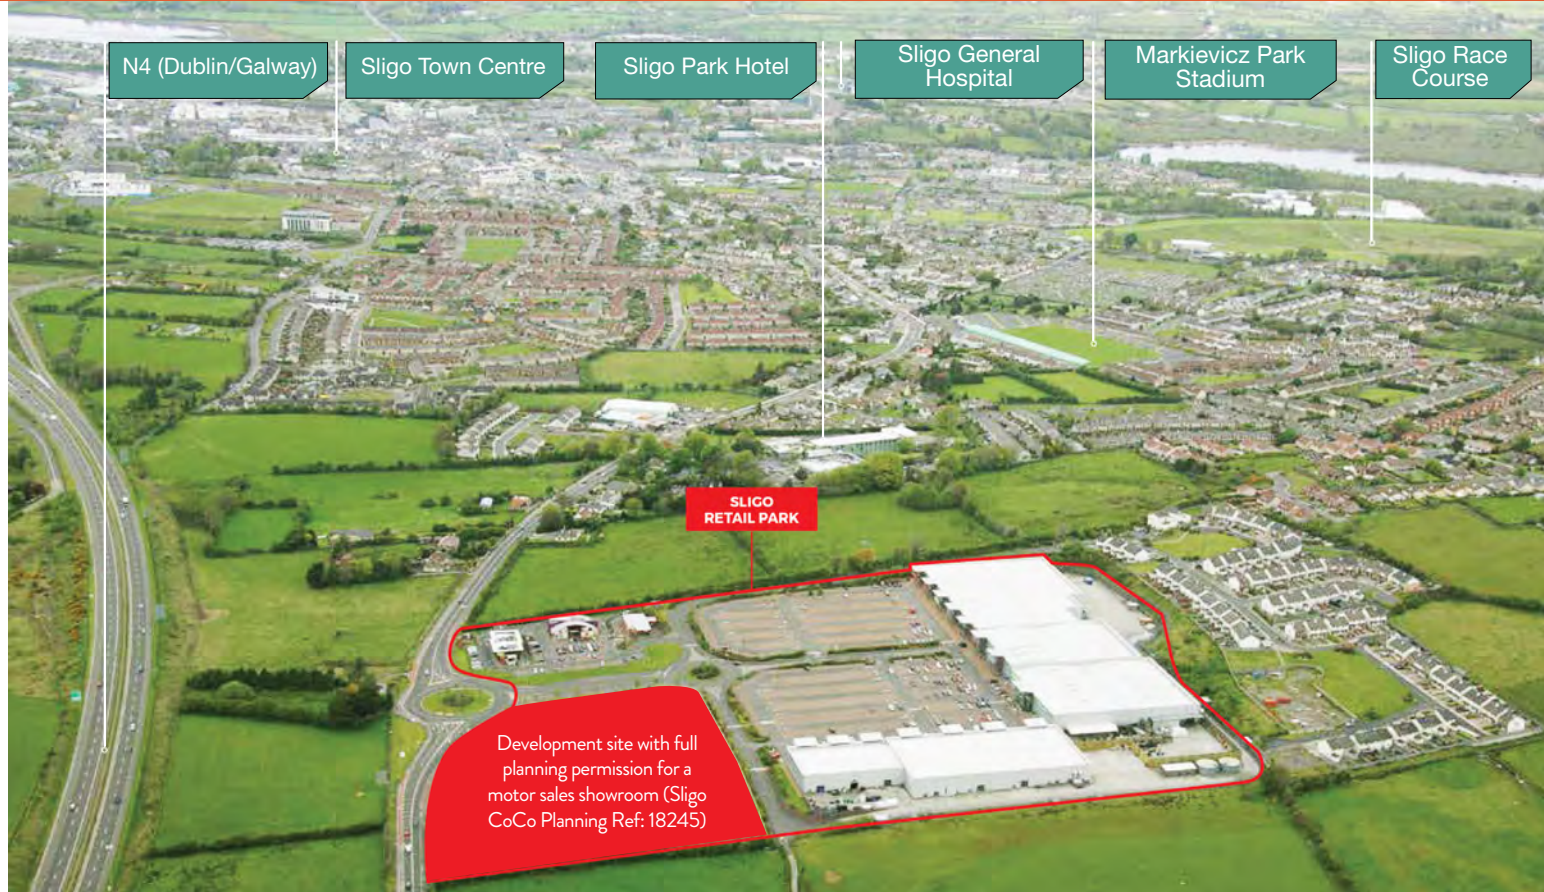 N4 (Dublin/Galway)
Sligo Town Centre
Sligo Park Hotel
Sligo General
Hospital
Markievicz Park
Stadium
Sligo Race
Course
SLIGO
RETAIL PARK
Development site with full
planning permission for a
motor sales showroom (Sligo
CoCo Planning Ref: 18245)